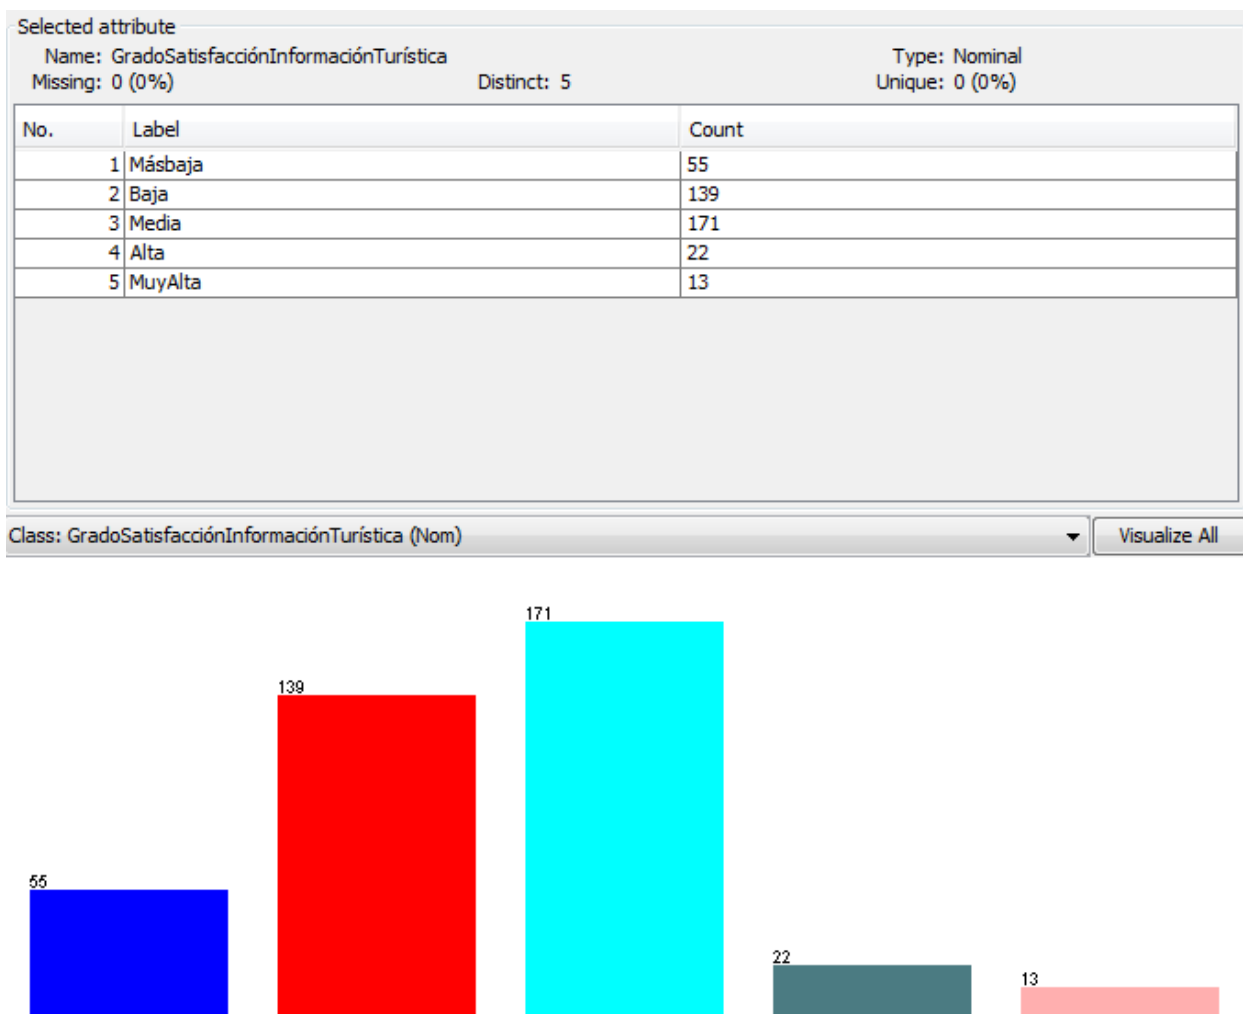 Selected attribute
Name: GradoSatisfacciónInformaciónTurística Type: Nominal
Missing: 0 (0%) Distinct: 5 Unique: 0 (0%)
No. Label Count
1 Másbaja 55
2 Baja 139
3 Media 171
4 Alta 22
5 MuyAlta 13
Class: GradoSatisfacciónInformaciónTurística (Nom) Visualize All
171
139
55
22
13